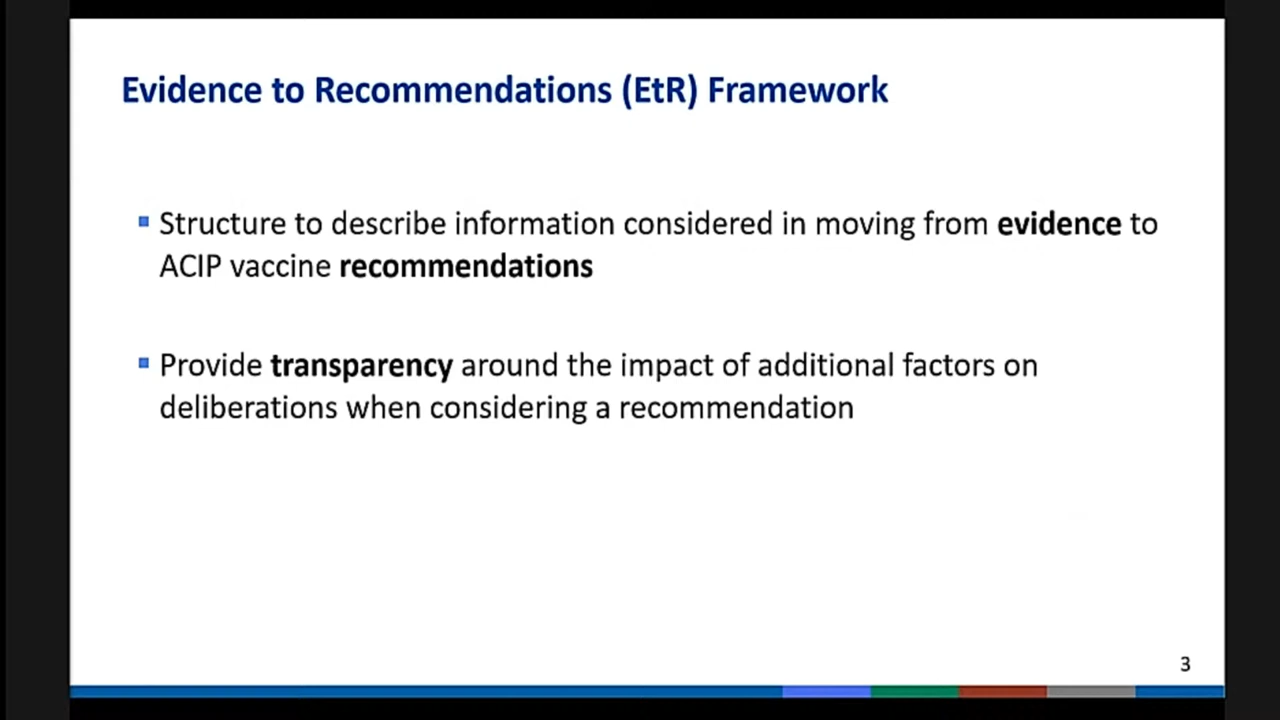 Evidence to Recommendations (EtR) Framework
Structure to describe information considered in moving from evidence to
ACIP vaccine recommendations
Provide transparency around the impact of additional factors on
deliberations when considering a recommendation
3